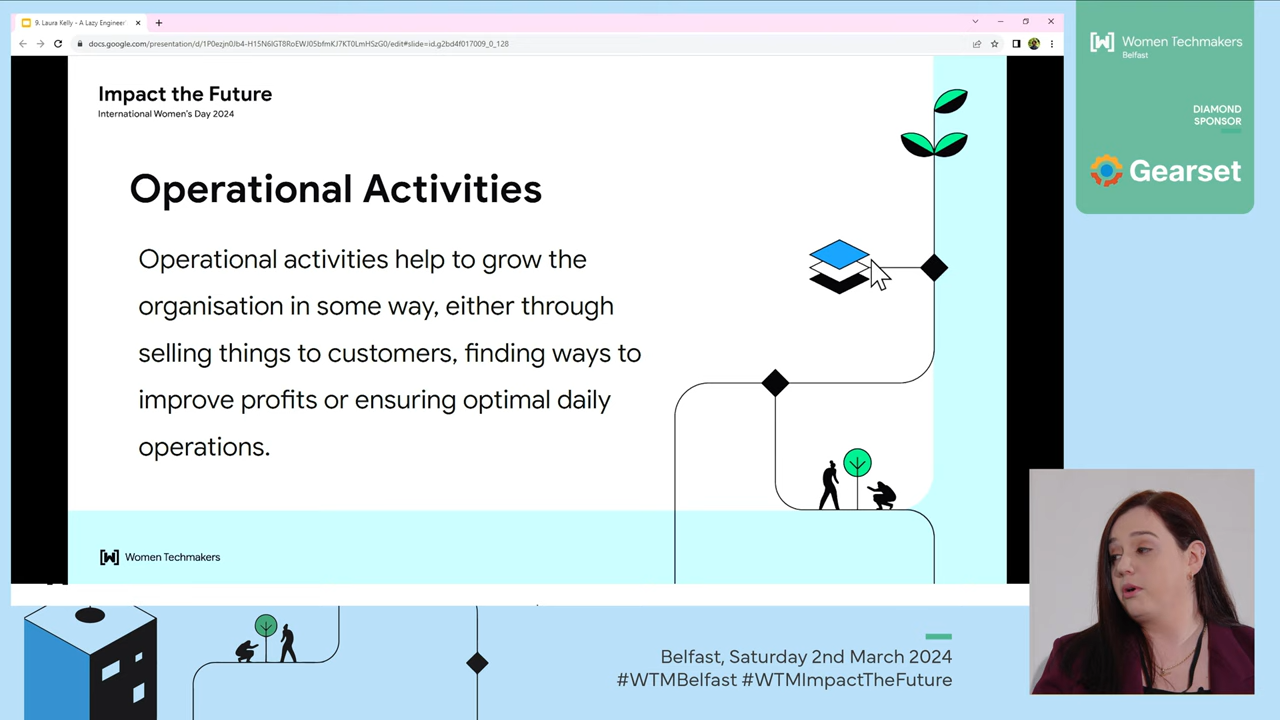 9. Laura Kelly - A Lazy Engineer'
docs.google.com/presentation/d/1P0ezjn0Jb4-H15N6IGT8RoEWJ05bfmKJ7KT0LmHSzG0/edit#slide=id.g2bd4f017009_0_128
Impact the Future
International Women's Day 2024
Operational Activities
Operational activities help to grow the
organisation in some way, either through
selling things to customers, finding ways to
improve profits or ensuring optimal daily
operations.
Women Techmakers
Women Techmakers
Belfast
DIAMOND
SPONSOR
Gearset
Belfast, Saturday 2nd March 2024
#WTMBelfast #WTMImpactTheFuture